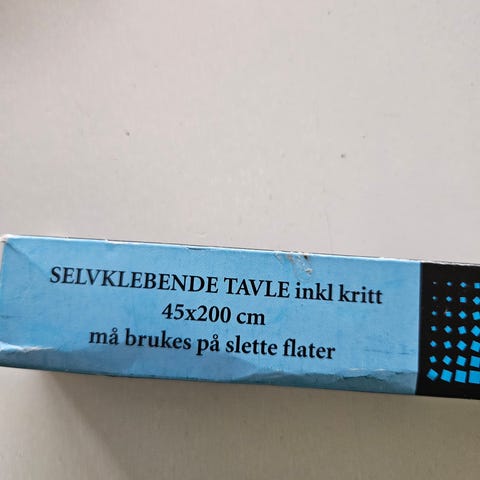 SELVKLEBENDE TAVLE inkl kritt
45x200 cm
må brukes på slette flater